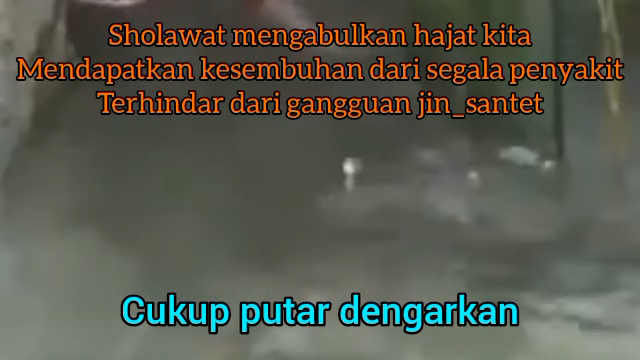 Sholawat mengabulkan hajat kita
Mendapatkan kesembuhan dari segala penyakit
Terhindar dari gangguan jin_santet
Cukup putar dengarkan